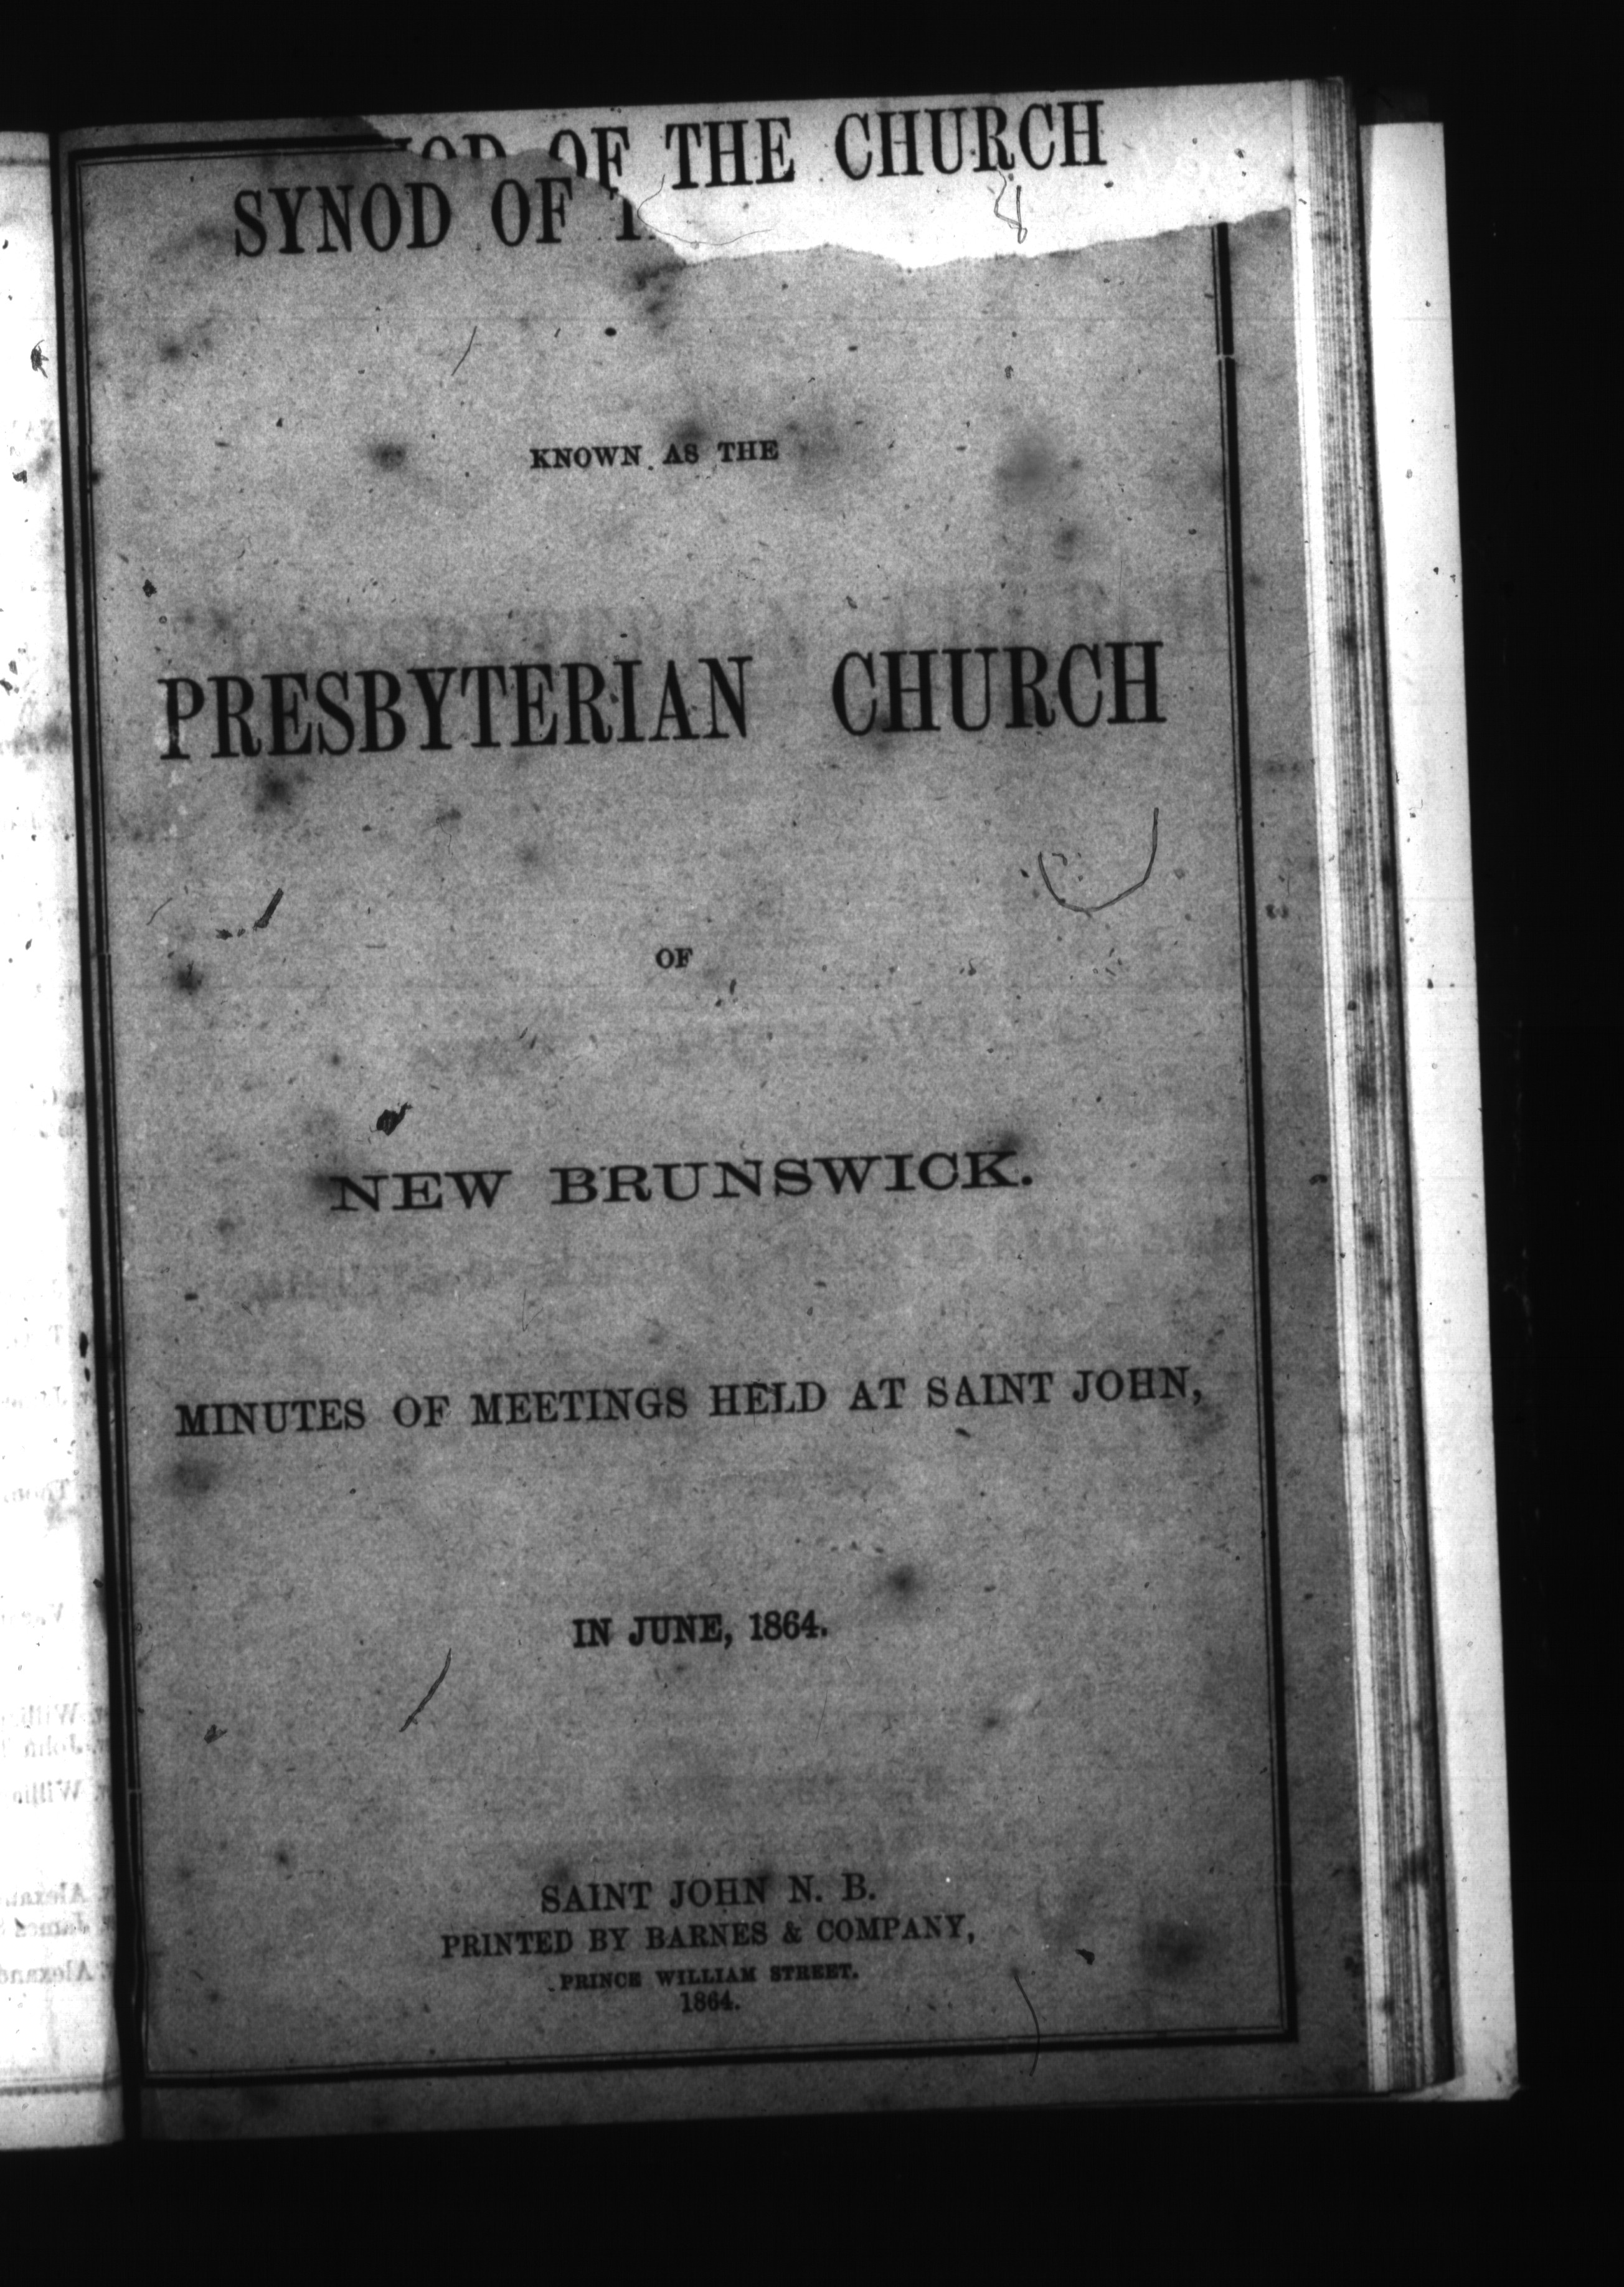 OF THE CHURCH
SYNOD OF
KNOWN AS THE
PRESBYTERIAN CHURCH
OF
NEW BRUNSWICK.
MINUTES OF MEETINGS HELD AT SAINT JOHN,
IN JUNE, 1864.
SAINT JOHN N. B.
PRINTED BY BARNES & COMPANY,
PRINCE WILLIAM STREET.
1864.